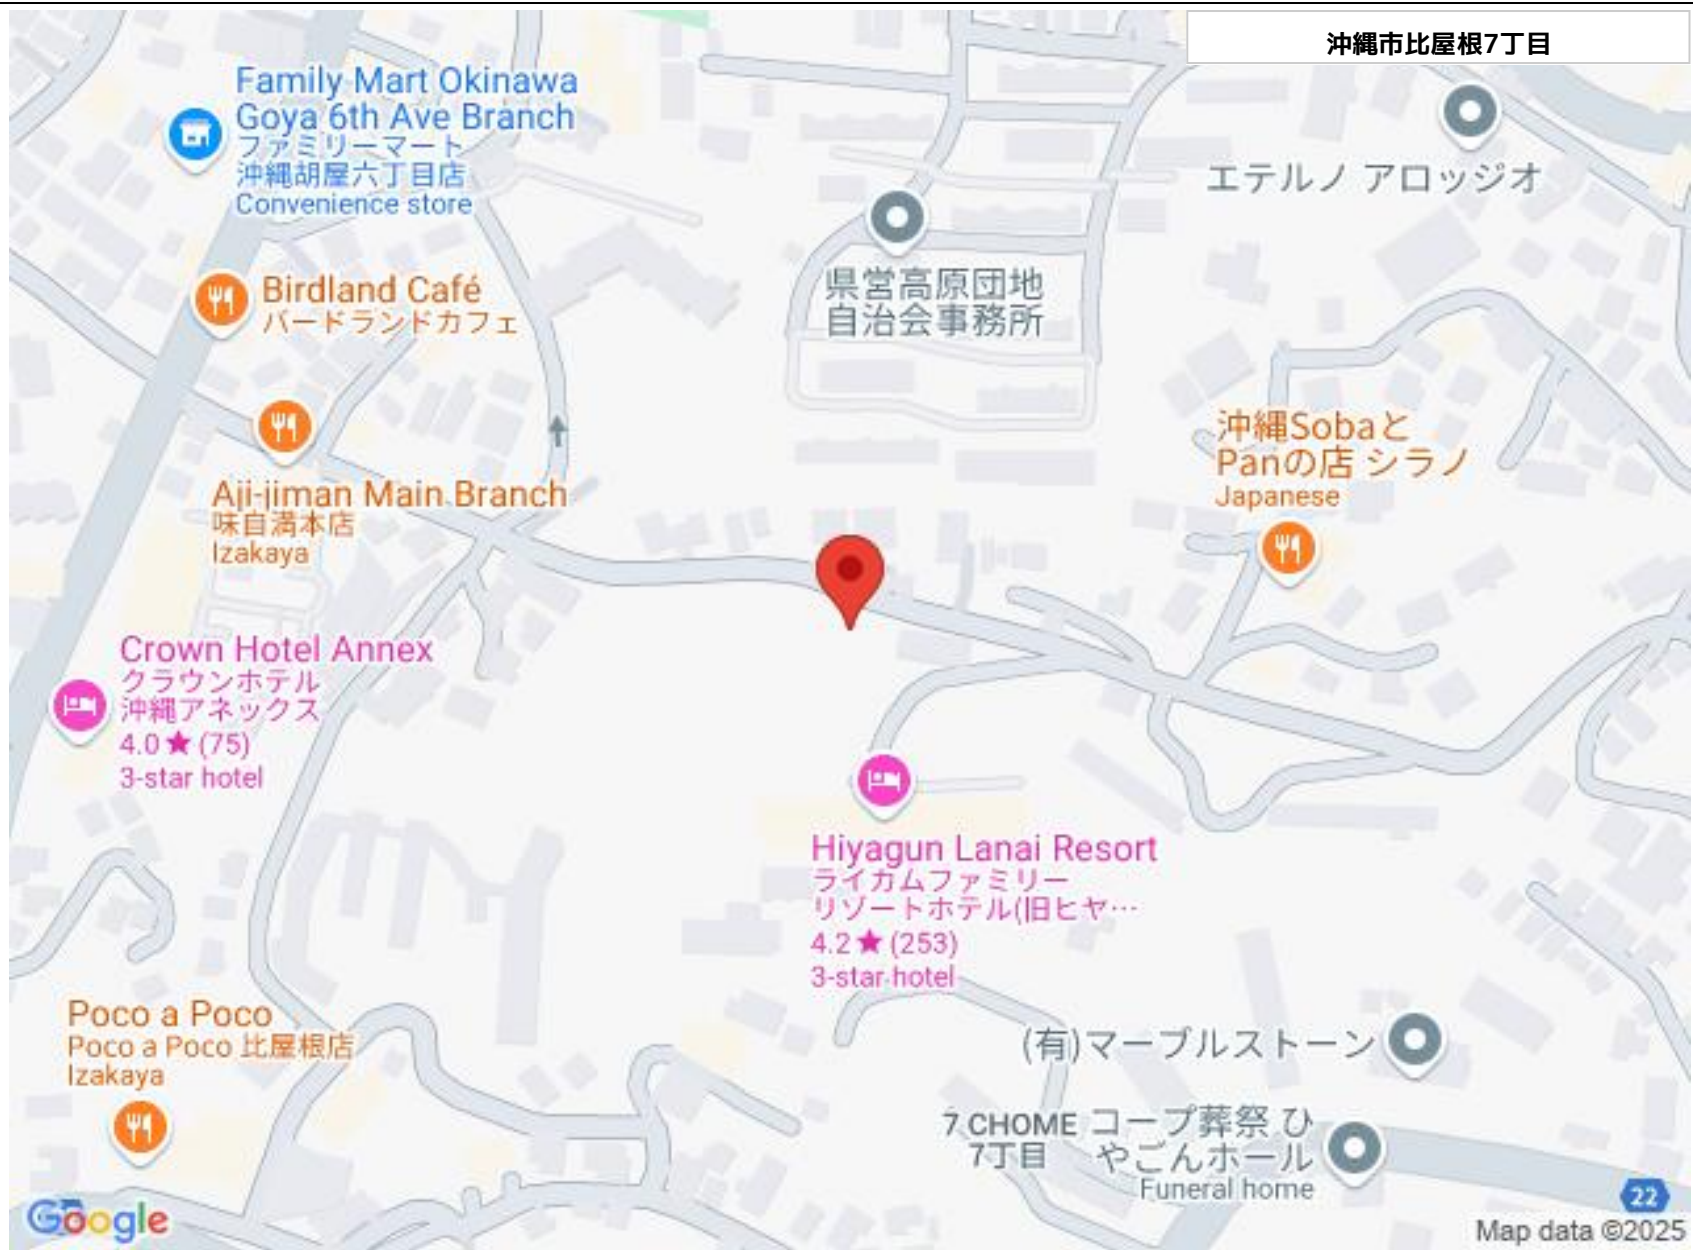 沖縄市比屋根7丁目
Family Mart Okinawa
Goya 6th Ave Branch
ファミリーマート
沖縄胡屋六丁目店
Convenience store
エテルノ アロッジオ
県営高原団地
自治会事務所
Birdland Café
バードランドカフェ
沖縄Sobaと
Panの店 シラノ
Japanese
Aji-jiman Main Branch
味自満本店
Izakaya
Crown Hotel Annex
クラウンホテル
沖縄アネックス
4.0 ★ (75)
3-star hotel
Hiyagun Lanai Resort
ライカムファミリー
リゾートホテル(旧ヒヤ…
4.2 ★ (253)
3-star hotel
Poco a Poco
Poco a Poco 比屋根店
Izakaya
(有)マーブルストーン
7 CHOME
7丁目
コープ葬祭 ひ
やごんホール
Funeral home
22
Google
Map data ©2025